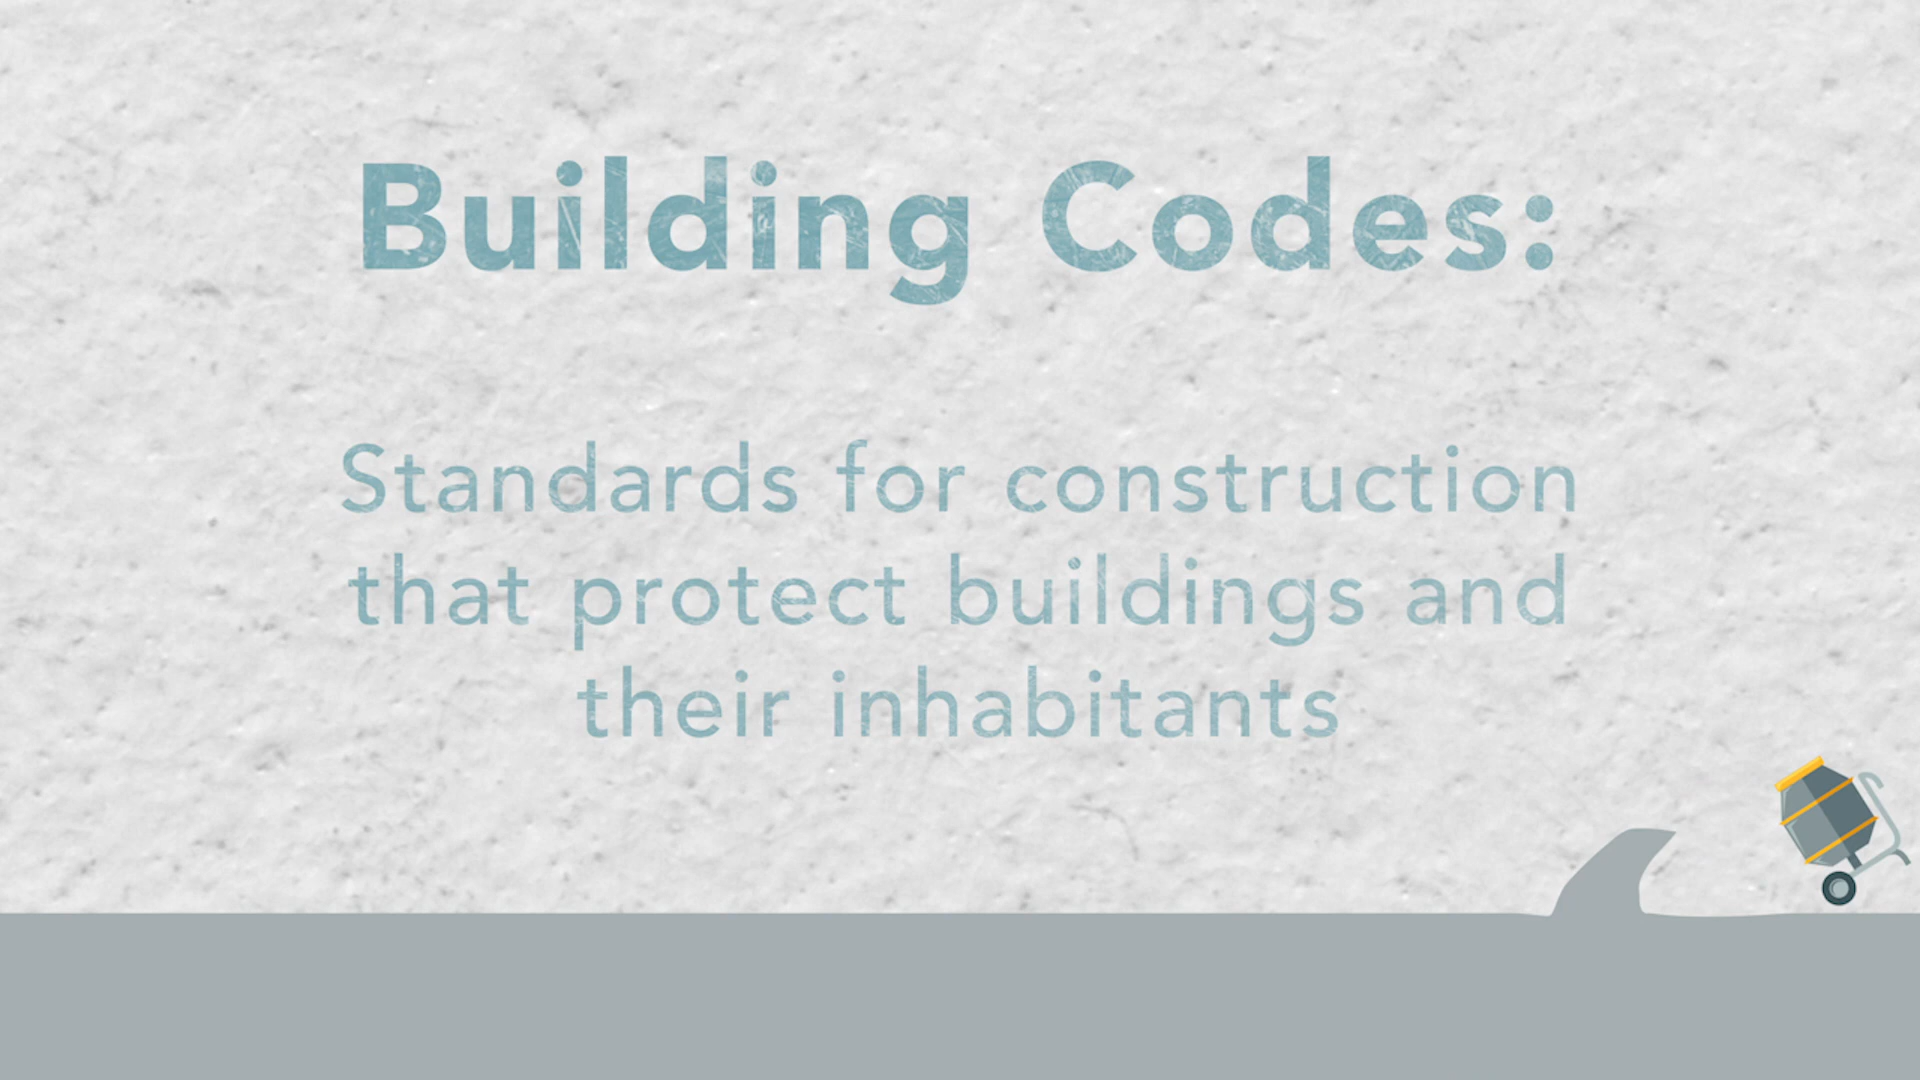 Building Codes:
Standards for construction
that protect buildings and
their inhabitants